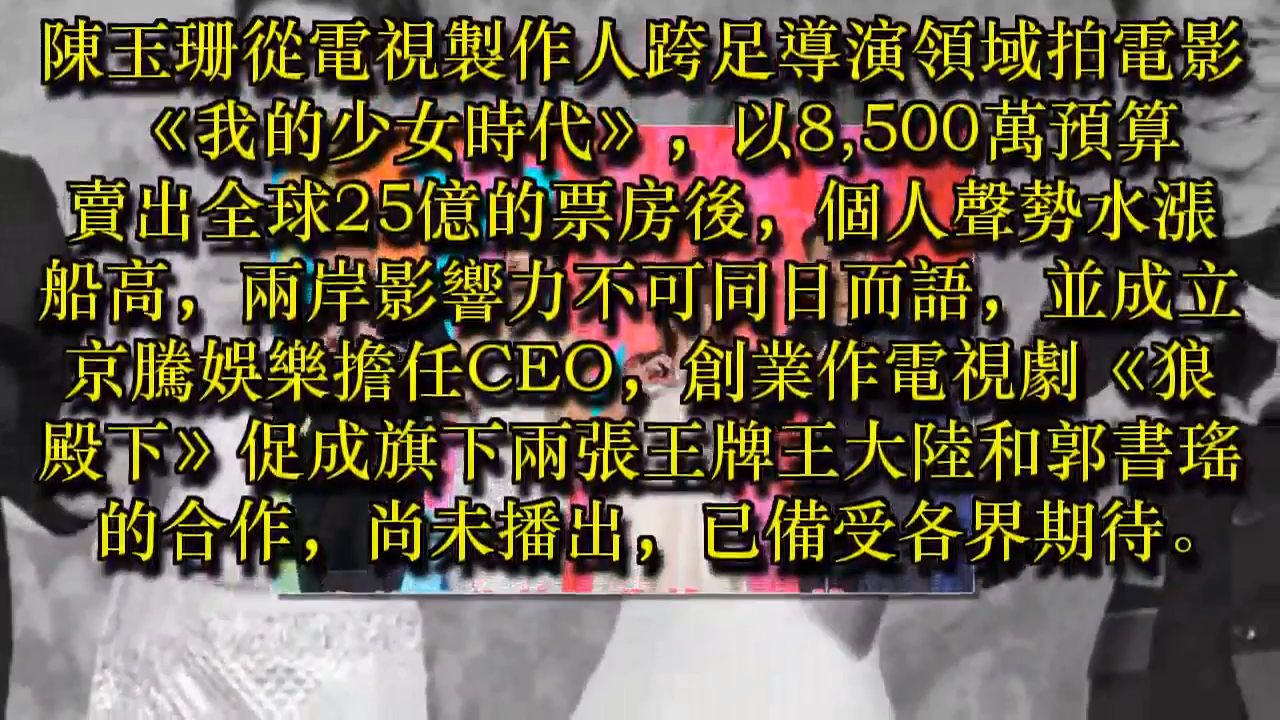 陳玉珊從電視製作人跨足導演領域拍電影
《我的少女時代》，以8,500萬預算
賣出全球25億的票房後，個人聲勢水漲
船高，兩岸影響力不可同日而語，並成立
京騰娛樂擔任CEO，創業作電視劇《狼
殿下》促成旗下兩張王牌王大陸和郭書瑤
的合作，尚未播出，已備受各界期待。